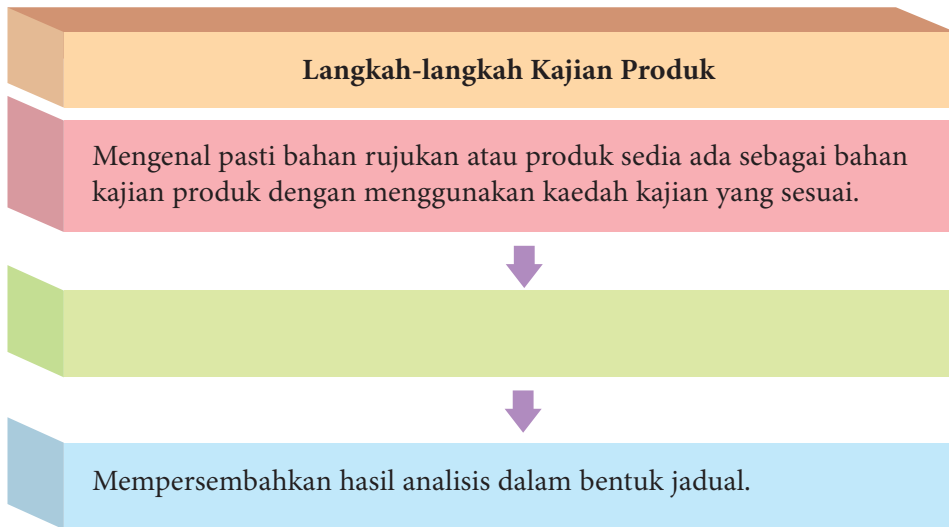 Langkah-langkah Kajian Produk
Mengenal pasti bahan rujukan atau produk sedia ada sebagai bahan
kajian produk dengan menggunakan kaedah kajian yang sesuai.
Mempersembahkan hasil analisis dalam bentuk jadual.